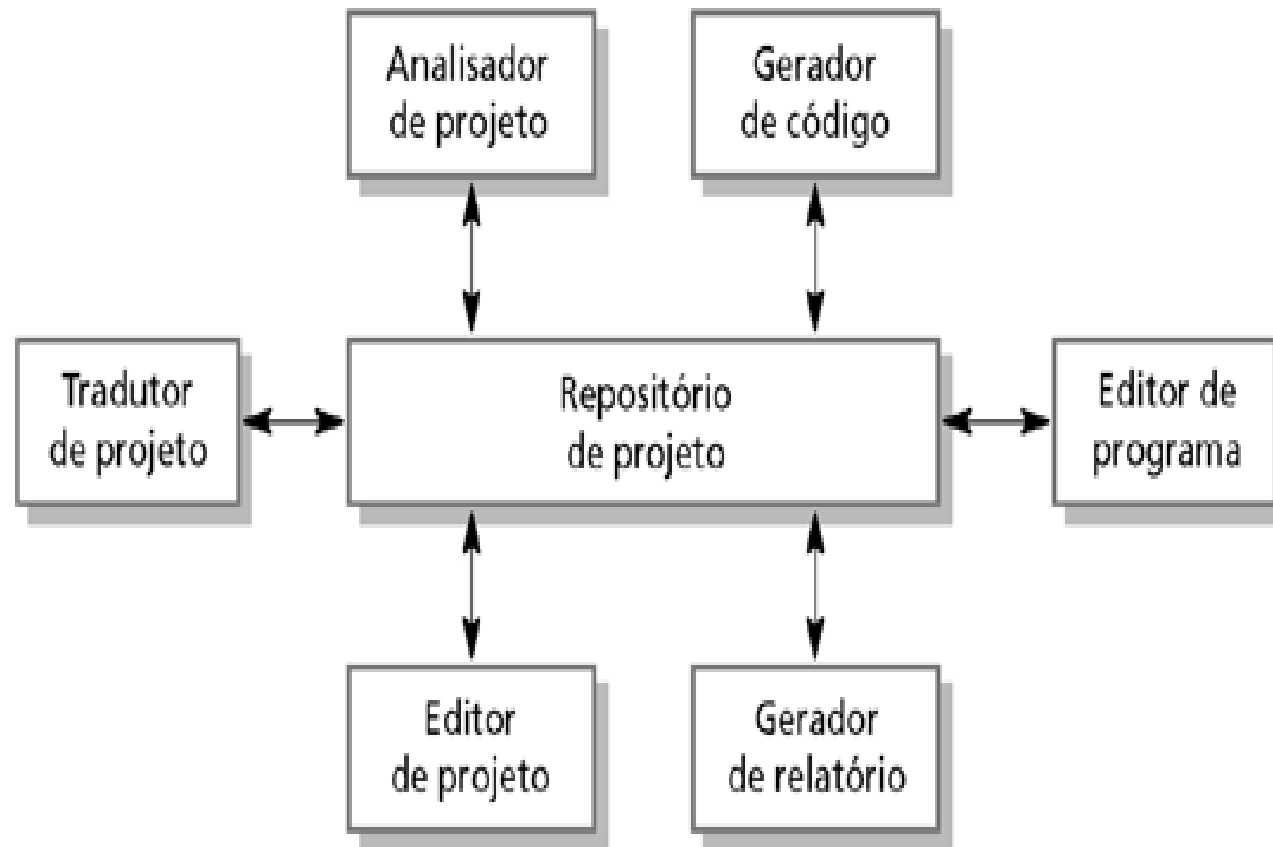 Analisador
de projeto
Gerador
de código
Tradutor
de projeto
Repositório
de projeto
Editor de
programa
Editor
de projeto
Gerador
de relatório